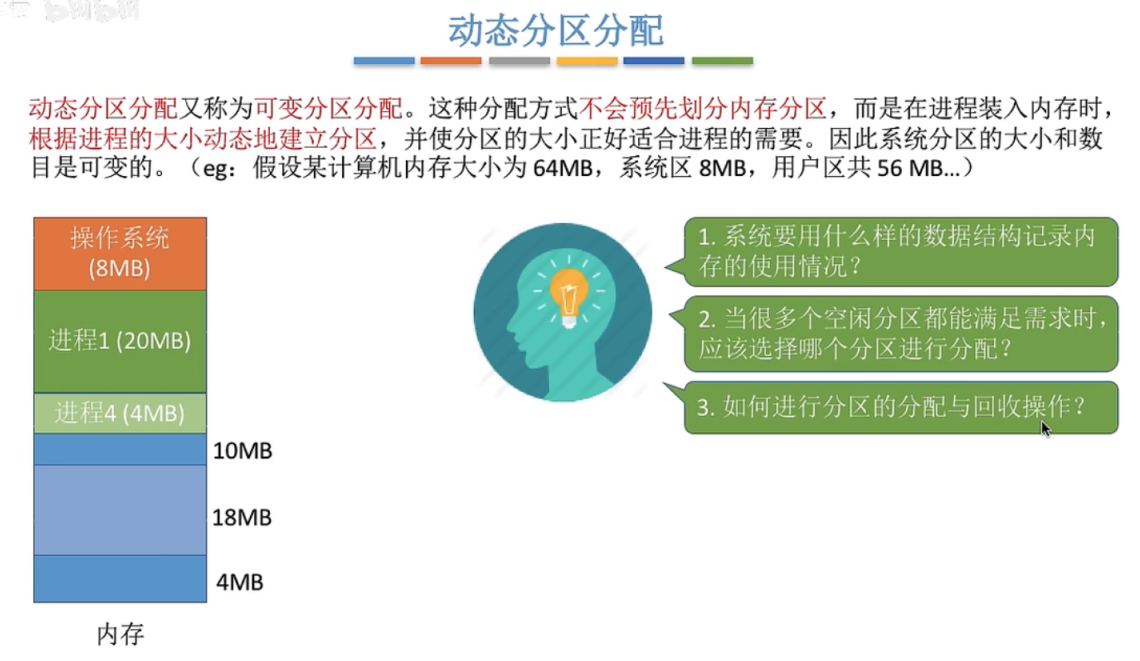 动态分区分配
动态分区分配又称为可变分区分配。这种分配方式不会预先划分内存分区，而是在进程装入内存时，
根据进程的大小动态地建立分区，并使分区的大小正好适合进程的需要。因此系统分区的大小和数
目是可变的。（eg：假设某计算机内存大小为 64MB，系统区 8MB，用户区共 56 MB…）
操作系统
(8MB)
进程1 (20MB)
进程4 (4MB)
10MB
18MB
4MB
内存
1. 系统要用什么样的数据结构记录内
存的使用情况？
2. 当很多个空闲分区都能满足需求时，
应该选择哪个分区进行分配？
3. 如何进行分区的分配与回收操作？